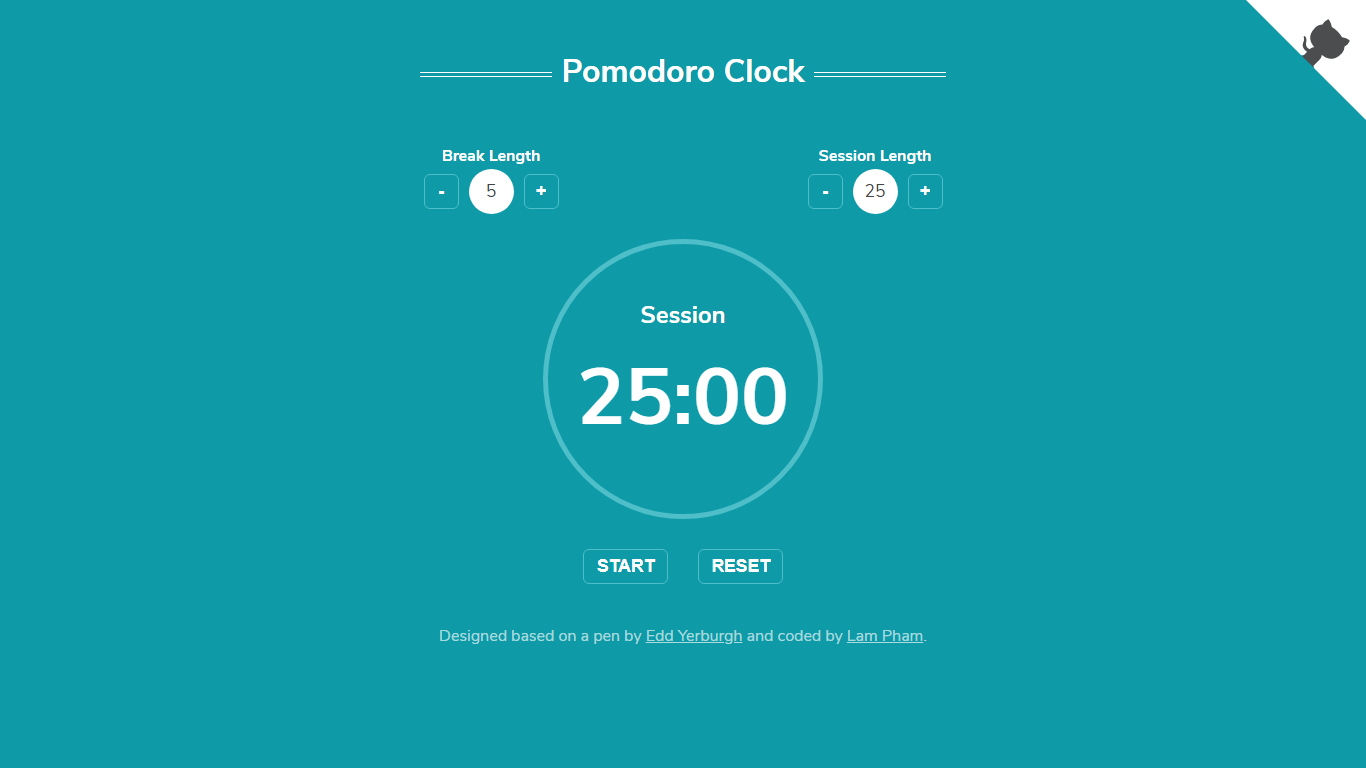 Pomodoro Clock
Break Length
- 5 +
Session Length
- 25 +
Session
25:00
START RESET
Designed based on a pen by Edd Yerburgh and coded by Lam Pham.